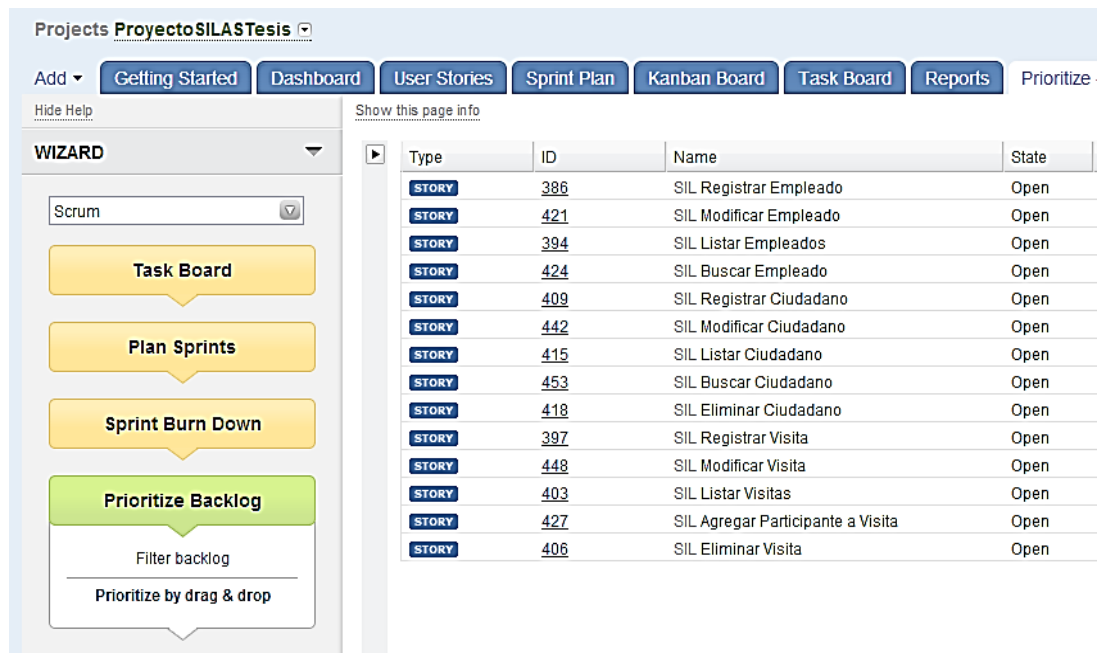 Projects ProyectoSILASTesis
Add Getting Started Dashboard User Stories Sprint Plan Kanban Board Task Board Reports Prioritize
Hide Help
Show this page info
WIZARD
Scrum
Task Board
Plan Sprints
Sprint Burn Down
Prioritize Backlog
Filter backlog
Prioritize by drag & drop
Type ID Name State
STORY 386 SIL Registrar Empleado Open
STORY 421 SIL Modificar Empleado Open
STORY 394 SIL Listar Empleados Open
STORY 424 SIL Buscar Empleado Open
STORY 409 SIL Registrar Ciudadano Open
STORY 442 SIL Modificar Ciudadano Open
STORY 415 SIL Listar Ciudadano Open
STORY 453 SIL Buscar Ciudadano Open
STORY 418 SIL Eliminar Ciudadano Open
STORY 397 SIL Registrar Visita Open
STORY 448 SIL Modificar Visita Open
STORY 403 SIL Listar Visitas Open
STORY 427 SIL Agregar Participante a Visita Open
STORY 406 SIL Eliminar Visita Open